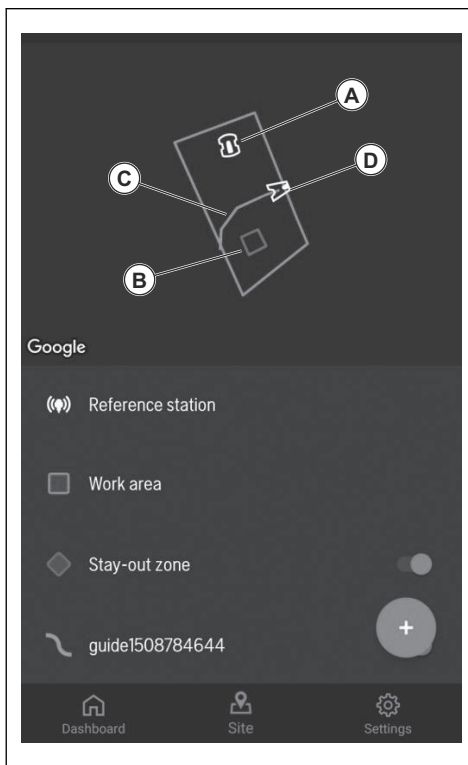 A
D
C
B
Google
Reference station
Work area
Stay-out zone
guide1508784644
+
Dashboard Site Settings